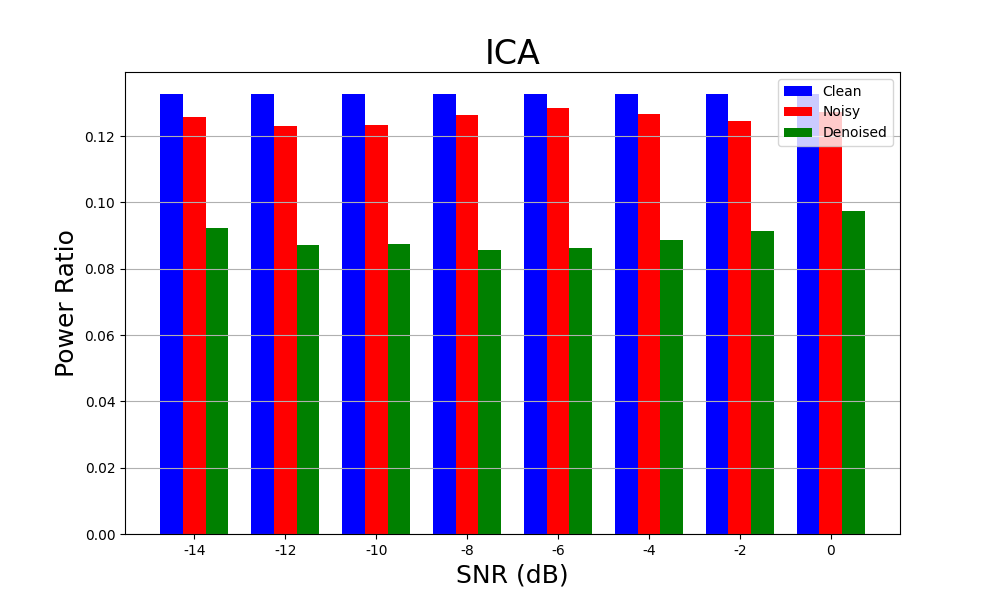 ICA
Clean
Noisy
Denoised
Power Ratio
0.12
0.10
0.08
0.06
0.04
0.02
0.00
-14 -12 -10 -8 -6 -4 -2 0
SNR (dB)